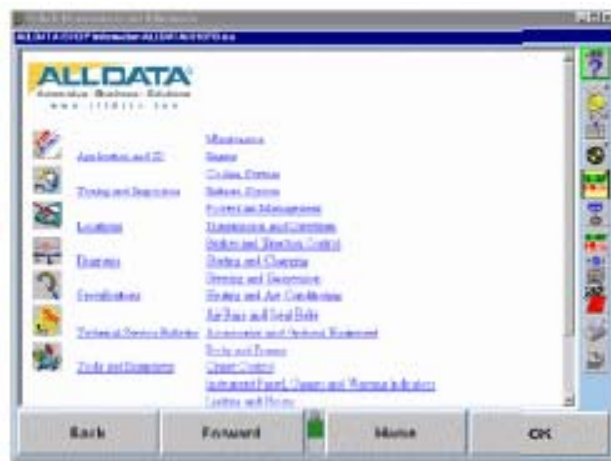 ALLDATA
Automotive Business Solutions
www.alldata.com
Maintenance
Application and ID
Engine
Cooling System
Testing and Inspection
Exhaust System
Powertrain Management
Locations
Transmission and Drivetrain
Brakes and Traction Control
Diagrams
Starting and Charging
Steering and Suspension
Specifications
Heating and Air Conditioning
Air Bags and Seat Belts
Technical Service Bulletins
Accessories and Optional Equipment
Body and Frame
Tools and Equipment
Cruise Control
Instrument Panel, Gauges and Warning Indicators
Lighting and Horns
Back
Forward
Home
OK